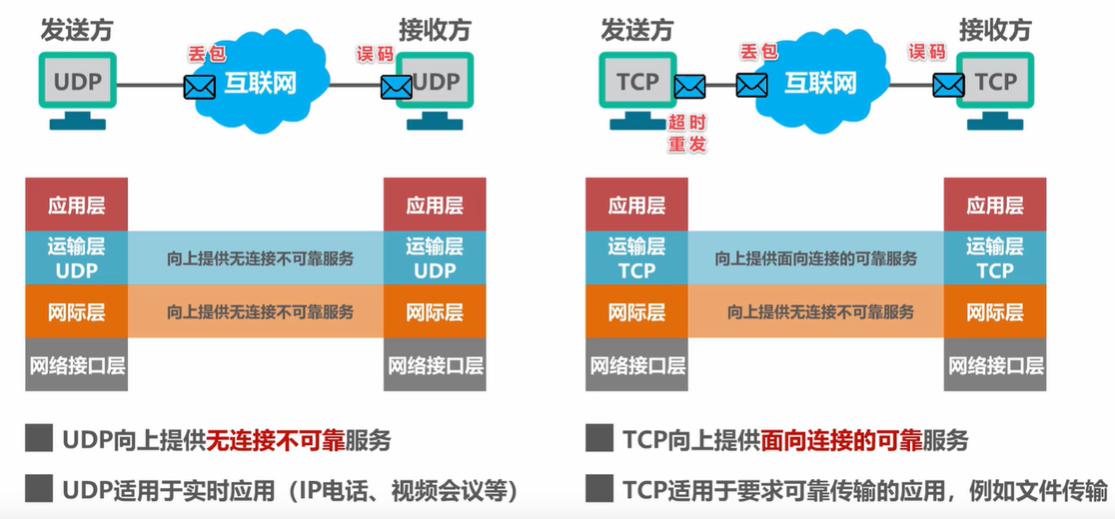 发送方
接收方
丢包
误码
UDP
互联网
UDP
应用层
应用层
运输层
UDP
向上提供无连接不可靠服务
运输层
UDP
网际层
向上提供无连接不可靠服务
网际层
网络接口层
网络接口层
UDP向上提供无连接不可靠服务
UDP适用于实时应用（IP电话、视频会议等）
发送方
接收方
丢包
误码
TCP
互联网
TCP
超时
重发
应用层
应用层
运输层
TCP
向上提供面向连接的可靠服务
运输层
TCP
网际层
向上提供无连接不可靠服务
网际层
网络接口层
网络接口层
TCP向上提供面向连接的可靠服务
TCP适用于要求可靠传输的应用，例如文件传输